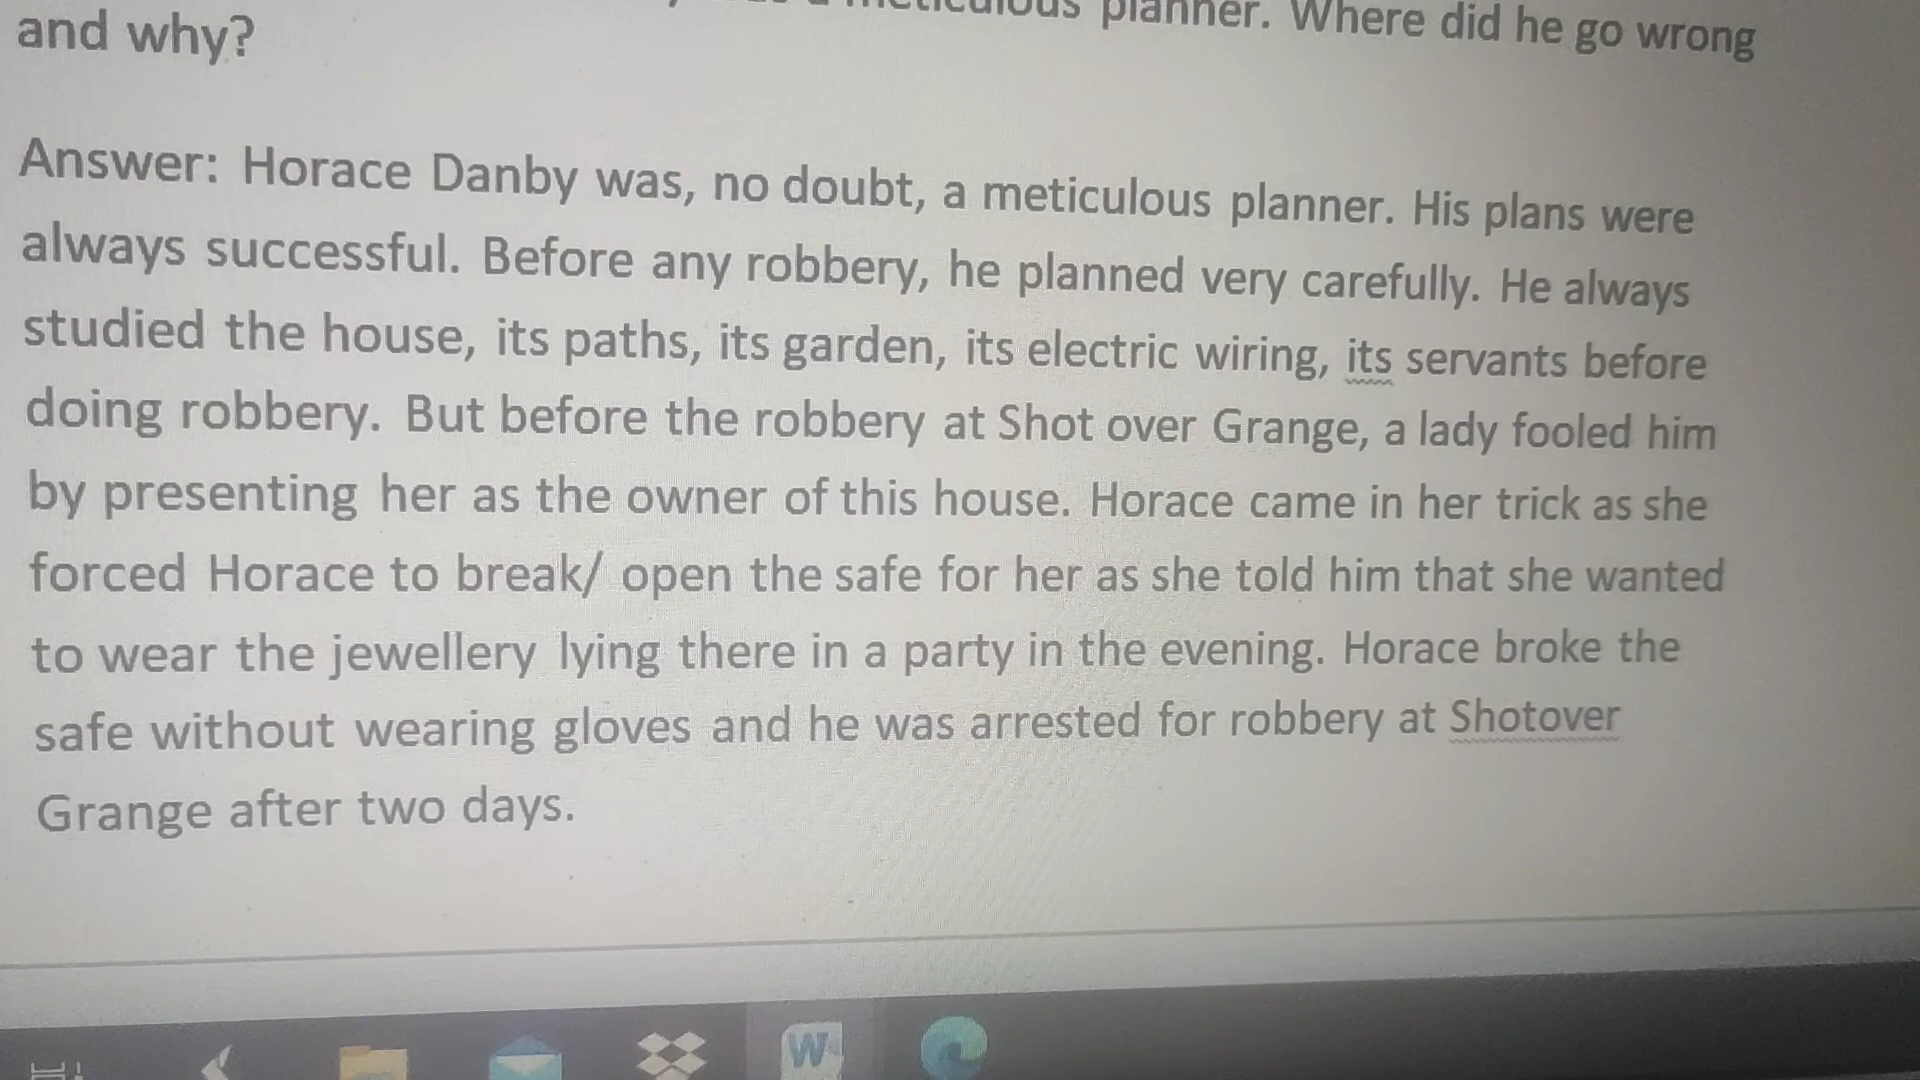 meticulous planner. Where did he go wrong
and why?
Answer: Horace Danby was, no doubt, a meticulous planner. His plans were
always successful. Before any robbery, he planned very carefully. He always
studied the house, its paths, its garden, its electric wiring, its servants before
doing robbery. But before the robbery at Shot over Grange, a lady fooled him
by presenting her as the owner of this house. Horace came in her trick as she
forced Horace to break/ open the safe for her as she told him that she wanted
to wear the jewellery lying there in a party in the evening. Horace broke the
safe without wearing gloves and he was arrested for robbery at Shotover
Grange after two days.
W